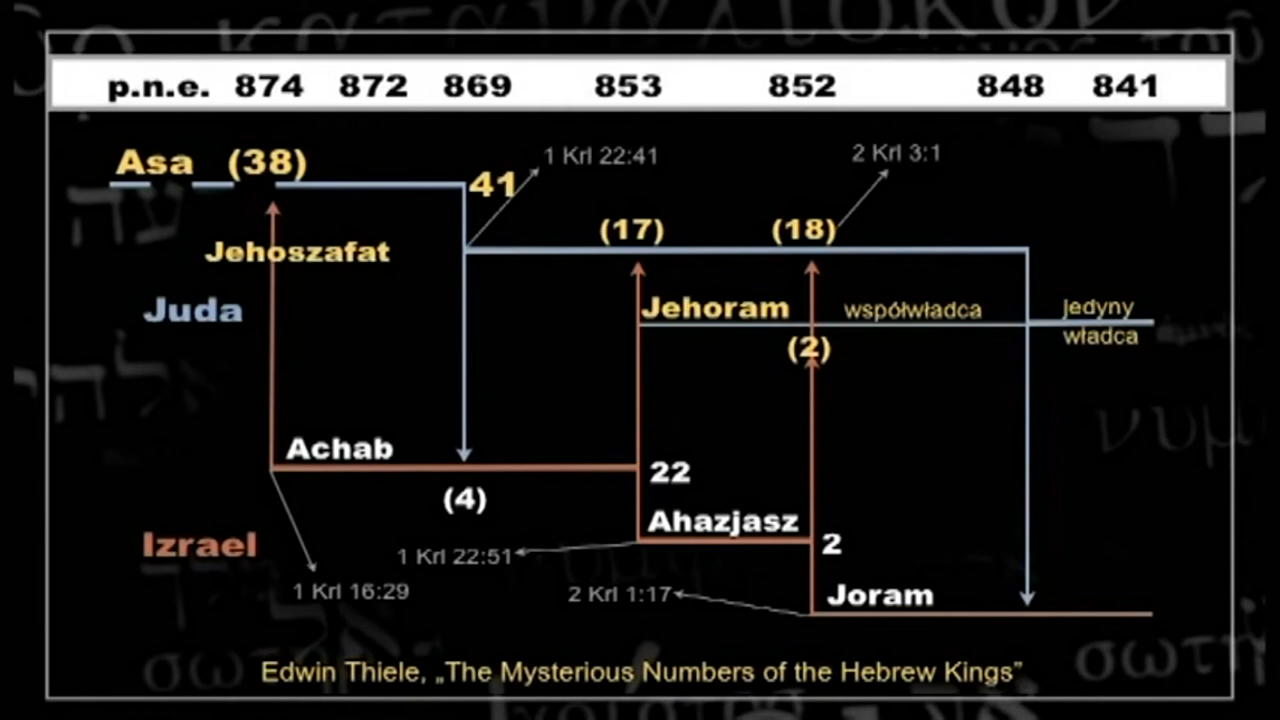 p.n.e. 874 872 869 853 852 848 841
1 Krl 22:41
2 Krl 3:1
Asa (38)
41
(17)
(18)
Jehoszafat
Juda
Jehoram
współwładca
jedyny
władca
(2)
Achab
22
(4)
Ahazjasz
Izrael
2
1 Krl 22:51
1 Krl 16:29
2 Krl 1:17
Joram
Edwin Thiele, „The Mysterious Numbers of the Hebrew Kings”